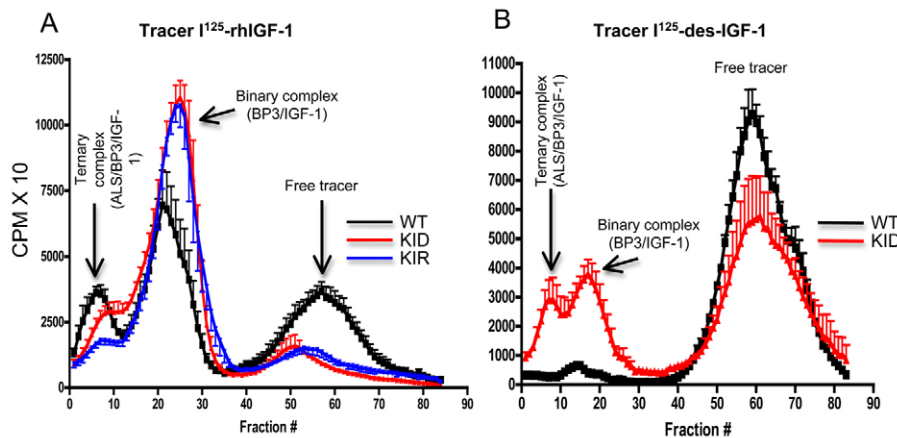 A
Tracer I¹²⁵-rhIGF-1
CPM X 10
12500
10000
7500
5000
2500
0
0 10 20 30 40 50 60 70 80 90
Fraction #
Ternary
complex
(ALS/BP3/IGF-
1)
Binary complex
(BP3/IGF-1)
Free tracer
WT
KID
KIR
B
Tracer I¹²⁵-des-IGF-1
11000
10000
9000
8000
7000
6000
5000
4000
3000
2000
1000
0
0 10 20 30 40 50 60 70 80 90
Fraction #
Ternary complex
(ALS/BP3/IGF-1)
Binary complex
(BP3/IGF-1)
Free tracer
WT
KID